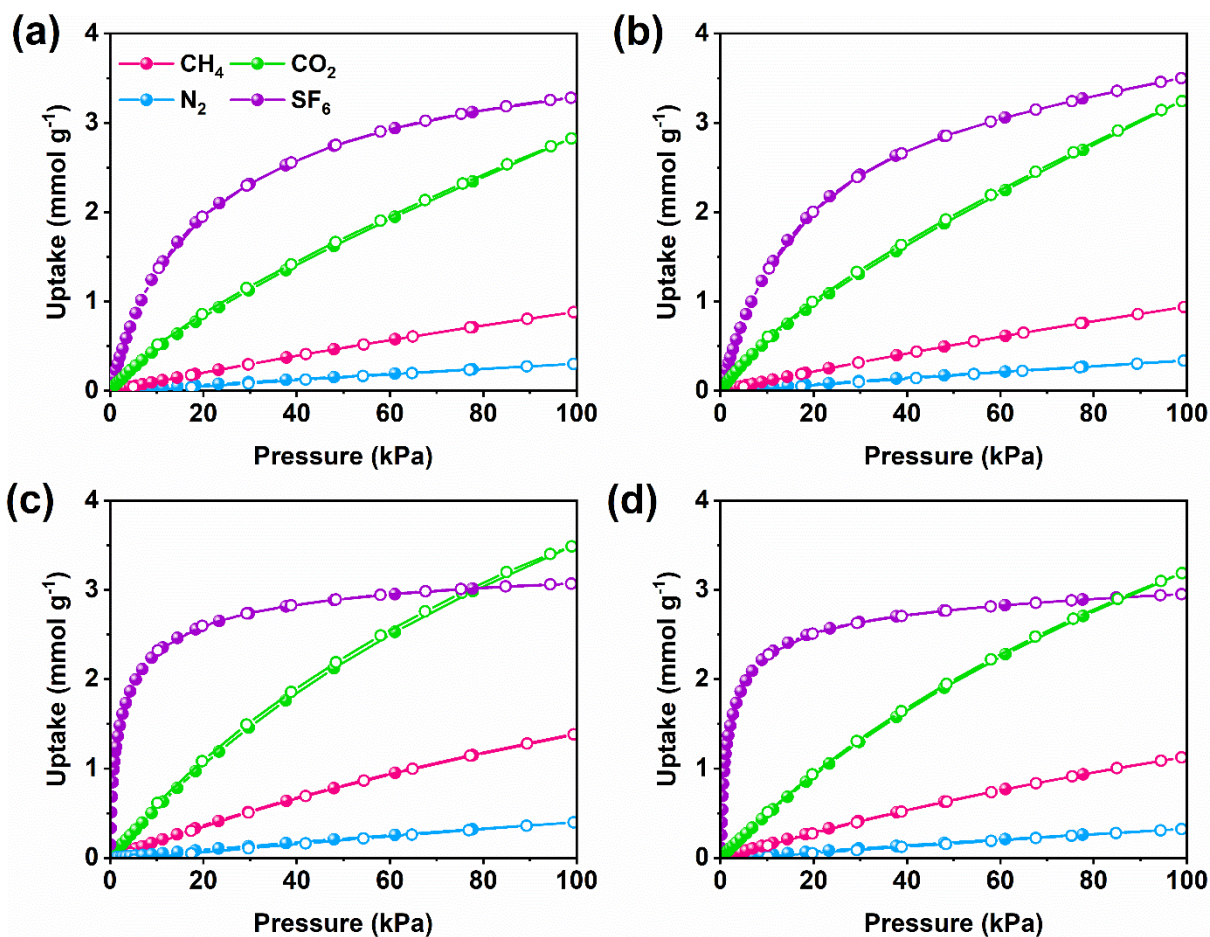 (a)
CH₄
CO₂
N₂
SF₆
Uptake (mmol g⁻¹)
4
3
2
1
0
0 20 40 60 80 100
Pressure (kPa)
(b)
Uptake (mmol g⁻¹)
4
3
2
1
0
0 20 40 60 80 100
Pressure (kPa)
(c)
Uptake (mmol g⁻¹)
4
3
2
1
0
0 20 40 60 80 100
Pressure (kPa)
(d)
Uptake (mmol g⁻¹)
4
3
2
1
0
0 20 40 60 80 100
Pressure (kPa)